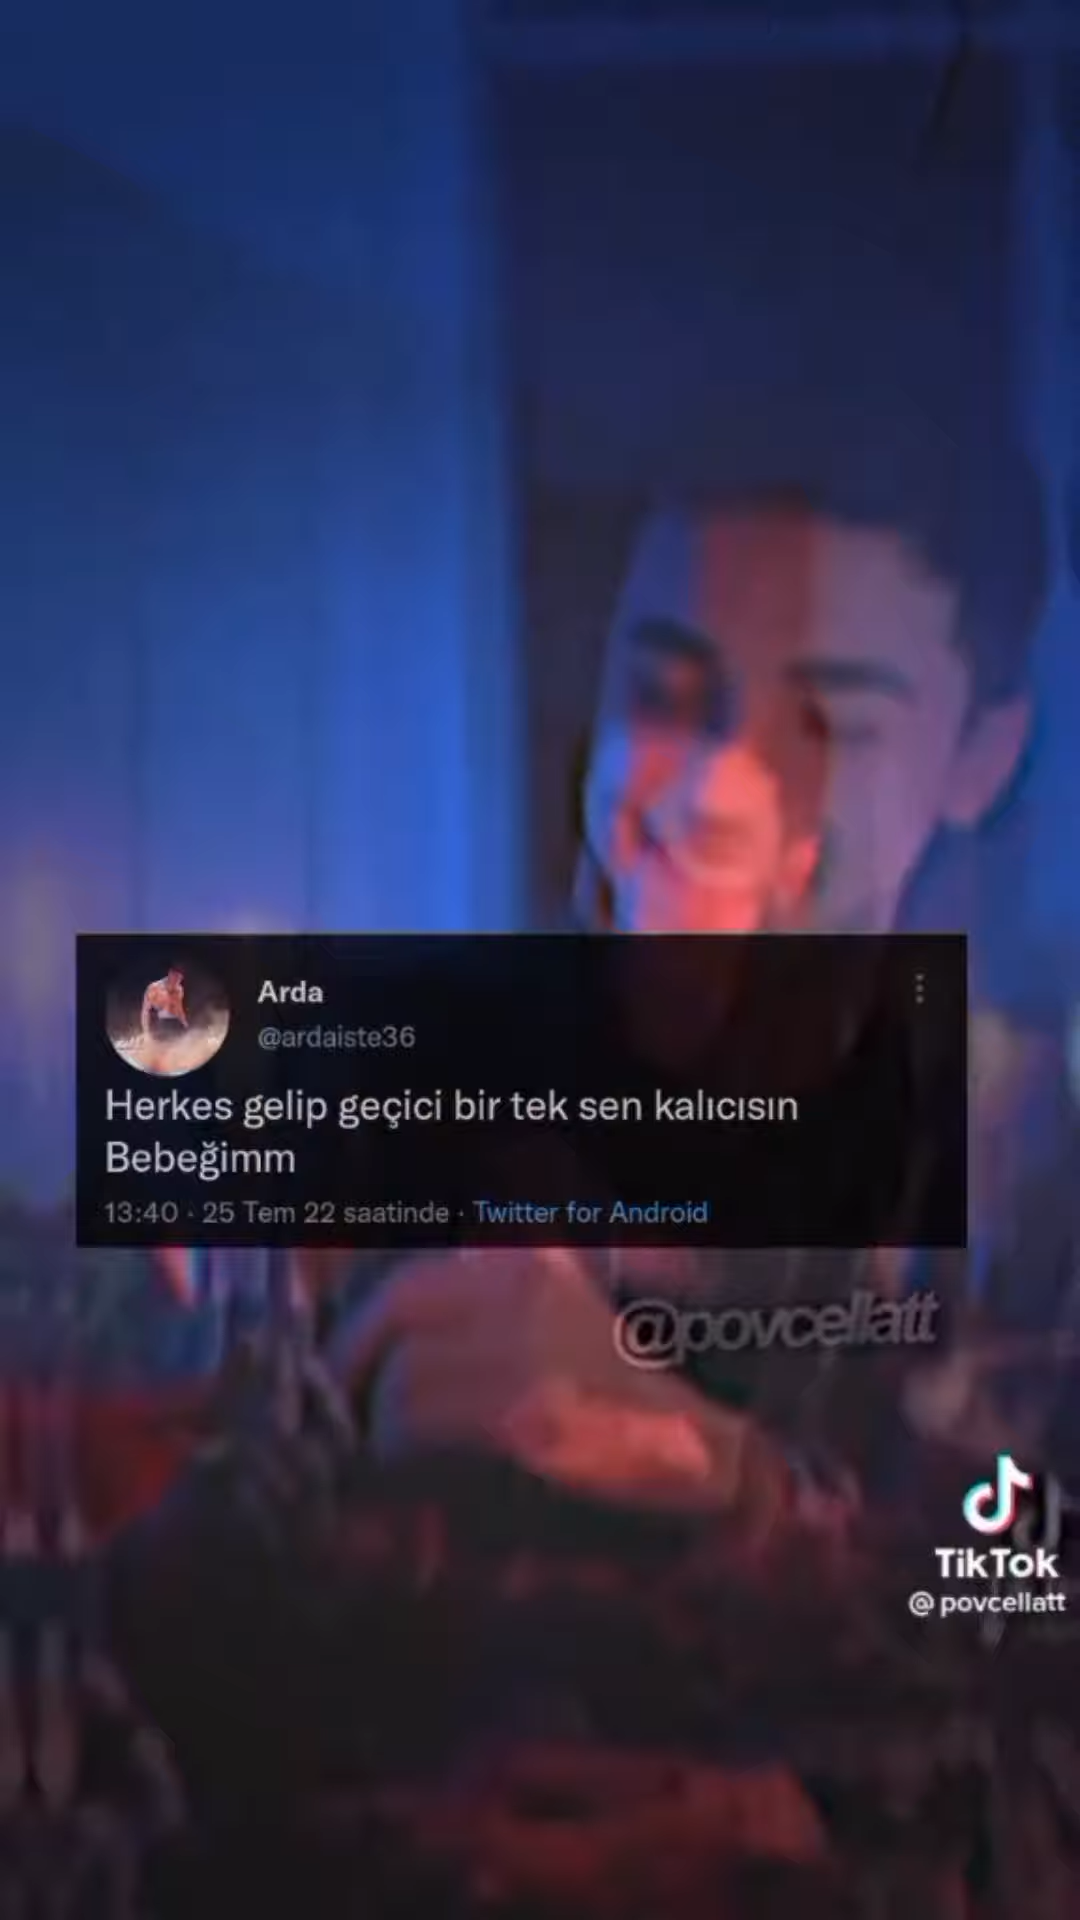 Arda
@ardaiste36
Herkes gelip geçici bir tek sen kalıcısın
Bebeğimm
13:40 · 25 Tem 22 saatinde · Twitter for Android
@povcellatt
TikTok
@povcellatt